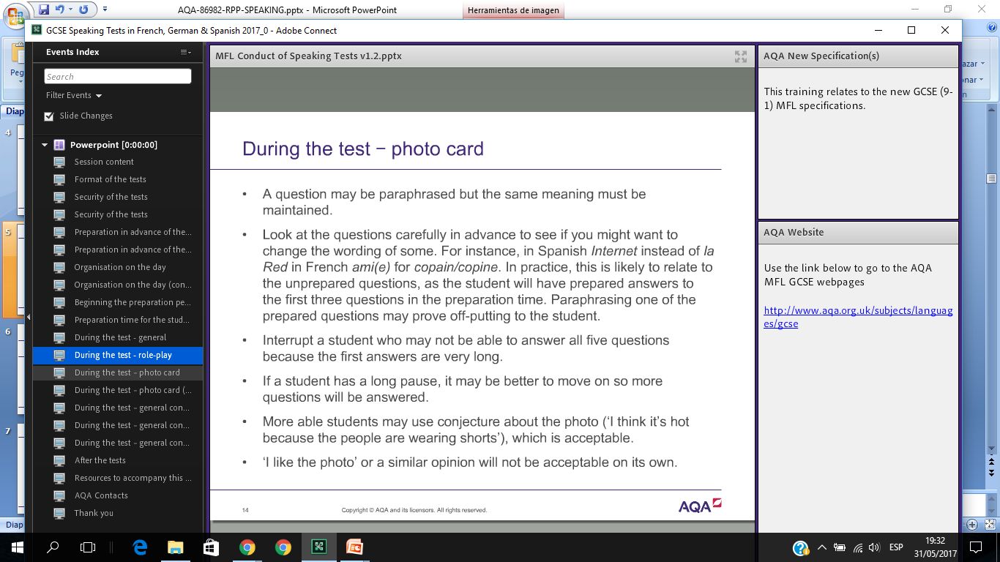 AQA-86982-RPP-SPEAKING.pptx - Microsoft PowerPoint
Herramientas de imagen
GCSE Speaking Tests in French, German & Spanish 2017_0 - Adobe Connect
Peg
azar
onar
n
Diap
4
5
6
7
Diap
Events Index
Search
Filter Events
Slide Changes
Powerpoint [0:00:00]
Session content
Format of the tests
Security of the tests
Security of the tests
Preparation in advance of the...
Preparation in advance of the...
Organisation on the day
Organisation on the day (con...
Beginning the preparation pe...
Preparation time for the stud...
During the test - general
During the test - role-play
During the test – photo card
During the test – photo card (...
During the test – general con...
During the test – general con...
During the test – general con...
After the tests
Resources to accompany this ...
AQA Contacts
Thank you
MFL Conduct of Speaking Tests v1.2.pptx
During the test – photo card
• A question may be paraphrased but the same meaning must be
maintained.
• Look at the questions carefully in advance to see if you might want to
change the wording of some. For instance, in Spanish Internet instead of la
Red in French ami(e) for copain/copine. In practice, this is likely to relate to
the unprepared questions, as the student will have prepared answers to
the first three questions in the preparation time. Paraphrasing one of the
prepared questions may prove off-putting to the student.
• Interrupt a student who may not be able to answer all five questions
because the first answers are very long.
• If a student has a long pause, it may be better to move on so more
questions will be answered.
• More able students may use conjecture about the photo (‘I think it’s hot
because the people are wearing shorts’), which is acceptable.
• ‘I like the photo’ or a similar opinion will not be acceptable on its own.
14
Copyright © AQA and its licensors. All rights reserved.
AQA
AQA New Specification(s)
This training relates to the new GCSE (9-
1) MFL specifications.
AQA Website
Use the link below to go to the AQA
MFL GCSE webpages
http://www.aqa.org.uk/subjects/languag
es/gcse
ESP
19:32
31/05/2017